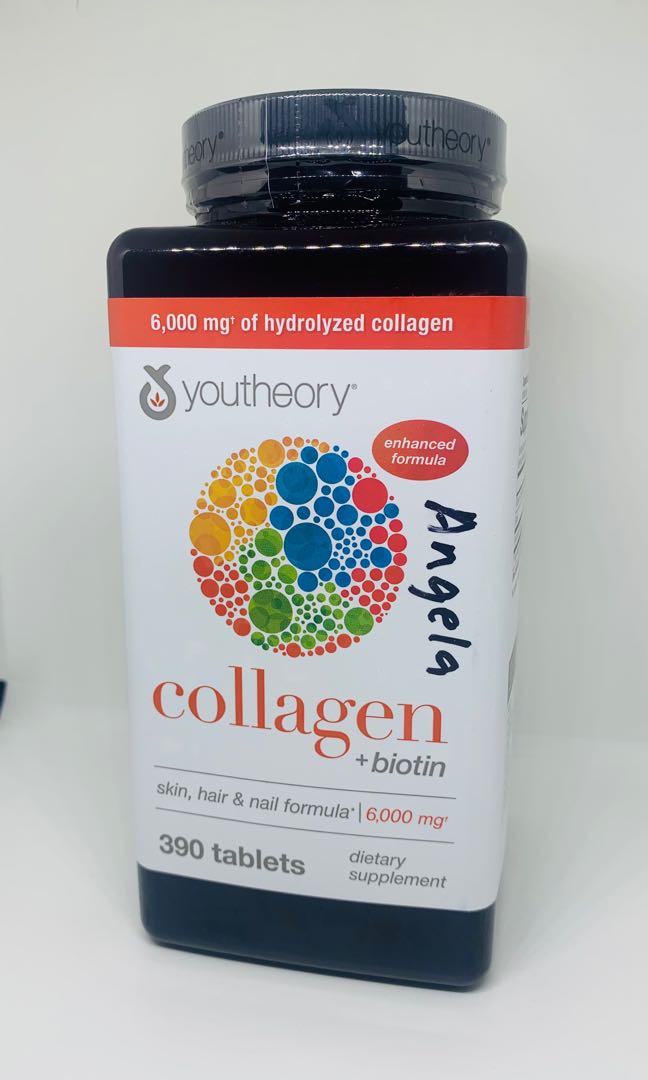 eory®
youtheory®
6,000 mg† of hydrolyzed collagen
youtheory®
enhanced
formula
Angela
collagen
+biotin
skin, hair & nail formula* | 6,000 mg†
390 tablets
dietary
supplement